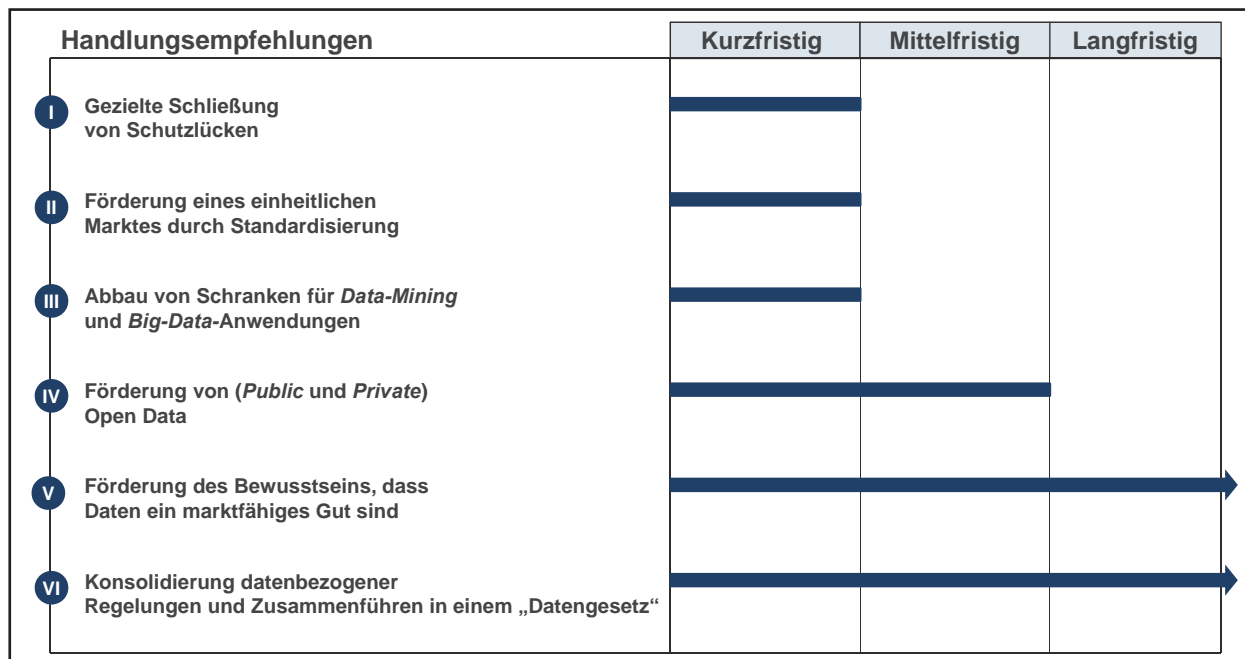 Handlungsempfehlungen
Kurzfristig
Mittelfristig
Langfristig
I
Gezielte Schließung
von Schutzlücken
II
Förderung eines einheitlichen
Marktes durch Standardisierung
III
Abbau von Schranken für Data-Mining
und Big-Data-Anwendungen
IV
Förderung von (Public und Private)
Open Data
V
Förderung des Bewusstseins, dass
Daten ein marktfähiges Gut sind
VI
Konsolidierung datenbezogener
Regelungen und Zusammenführen in einem „Datengesetz“